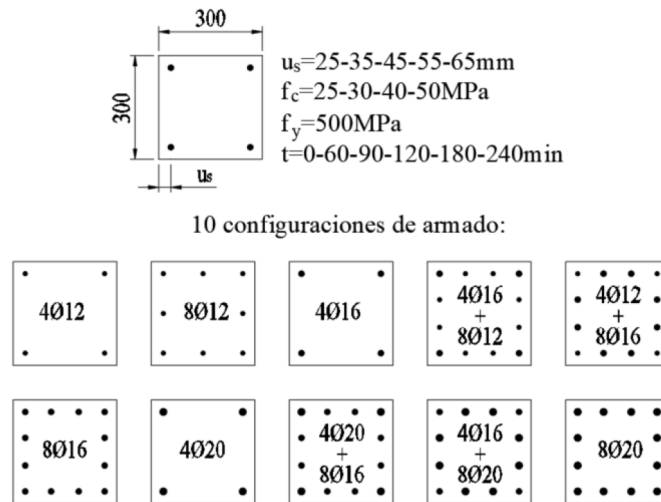 300
300
us
us=25-35-45-55-65mm
fc=25-30-40-50MPa
fy=500MPa
t=0-60-90-120-180-240min
10 configuraciones de armado:
4Ø12
8Ø12
4Ø16
4Ø16
+
8Ø12
4Ø12
+
8Ø16
8Ø16
4Ø20
4Ø20
+
8Ø16
4Ø16
+
8Ø20
8Ø20